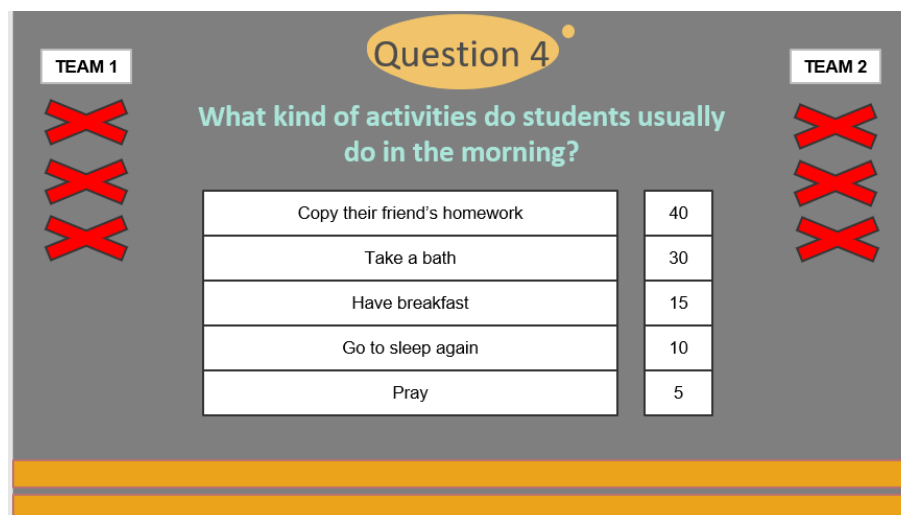 Question 4
TEAM 1
TEAM 2
What kind of activities do students usually
do in the morning?
Copy their friend’s homework 40
Take a bath 30
Have breakfast 15
Go to sleep again 10
Pray 5